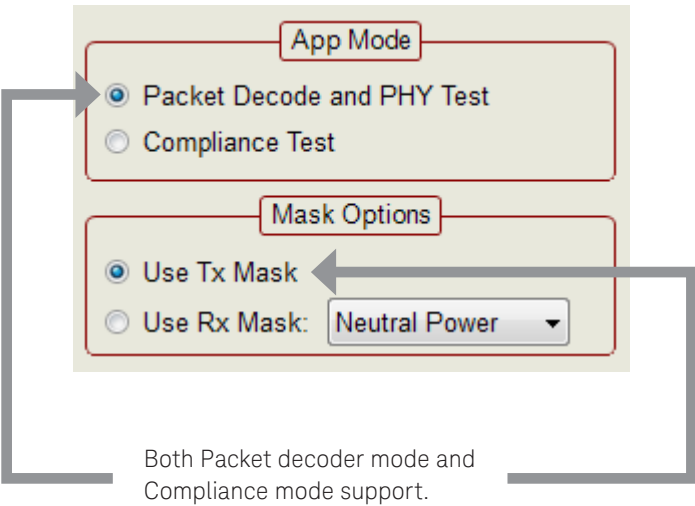 App Mode
Packet Decode and PHY Test
Compliance Test
Mask Options
Use Tx Mask
Use Rx Mask: Neutral Power
Both Packet decoder mode and
Compliance mode support.